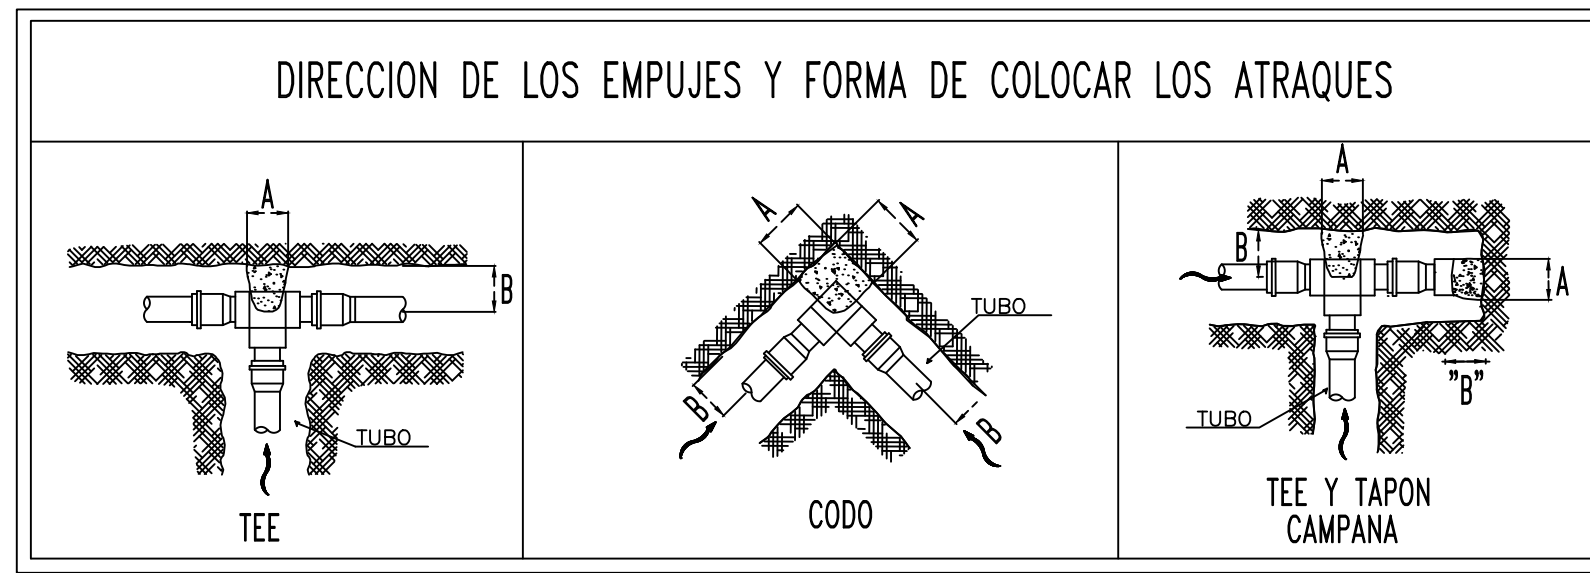 DIRECCION DE LOS EMPUJES Y FORMA DE COLOCAR LOS ATRAQUES
A
B
TUBO
TEE
A
A
TUBO
B
B
CODO
A
B
A
"B"
TUBO
TEE Y TAPON
CAMPANA